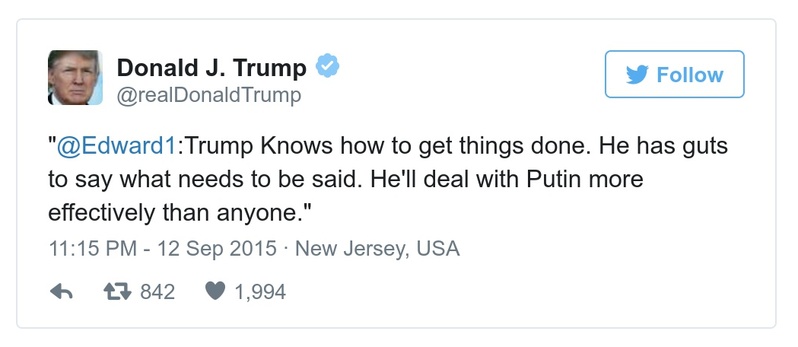 Donald J. Trump
@realDonaldTrump
Follow
"@Edward1:Trump Knows how to get things done. He has guts
to say what needs to be said. He'll deal with Putin more
effectively than anyone."
11:15 PM - 12 Sep 2015 · New Jersey, USA
842 1,994